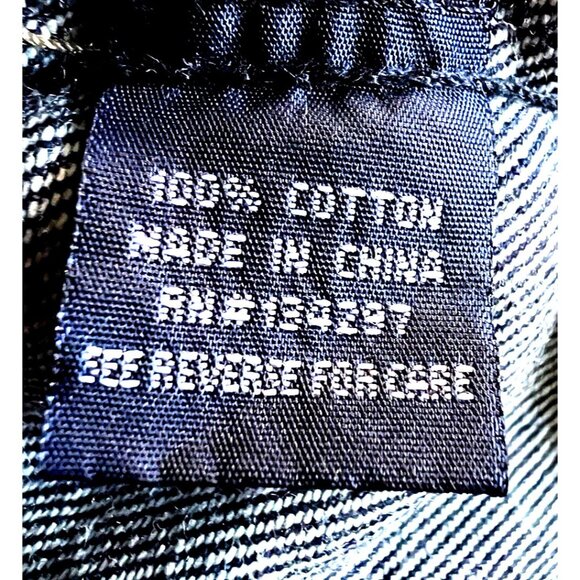 100% COTTON
MADE IN CHINA
RN#134297
SEE REVERSE FOR CARE